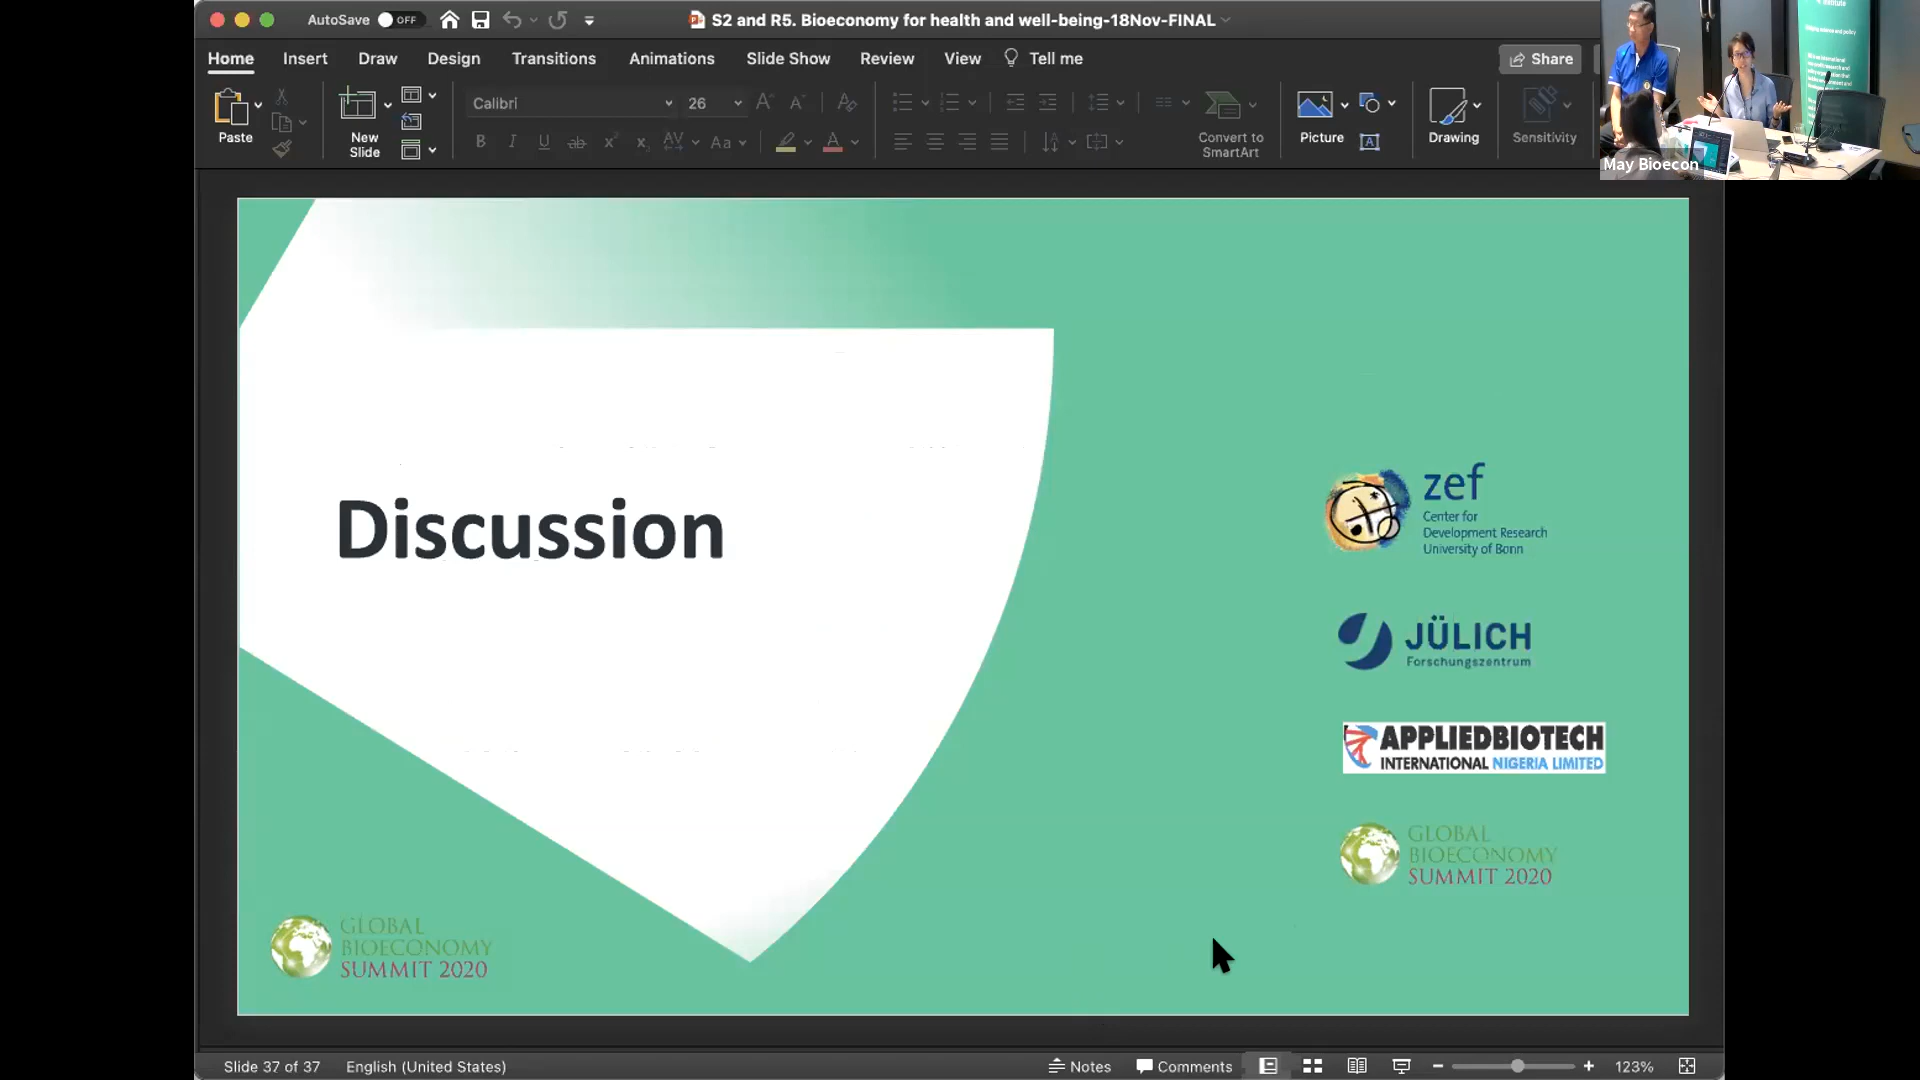 AutoSave OFF
S2 and R5. Bioeconomy for health and well-being-18Nov-FINAL
Home Insert Draw Design Transitions Animations Slide Show Review View Tell me
Share
Paste
New
Slide
Calibri 26
Convert to
SmartArt
Picture
Drawing
Sensitivity
May Bioecon
Discussion
zef
Center for
Development Research
University of Bonn
JÜLICH
Forschungszentrum
APPLIEDBIOTECH
INTERNATIONAL NIGERIA LIMITED
GLOBAL
BIOECONOMY
SUMMIT 2020
GLOBAL
BIOECONOMY
SUMMIT 2020
Slide 37 of 37 English (United States) Notes Comments 123%